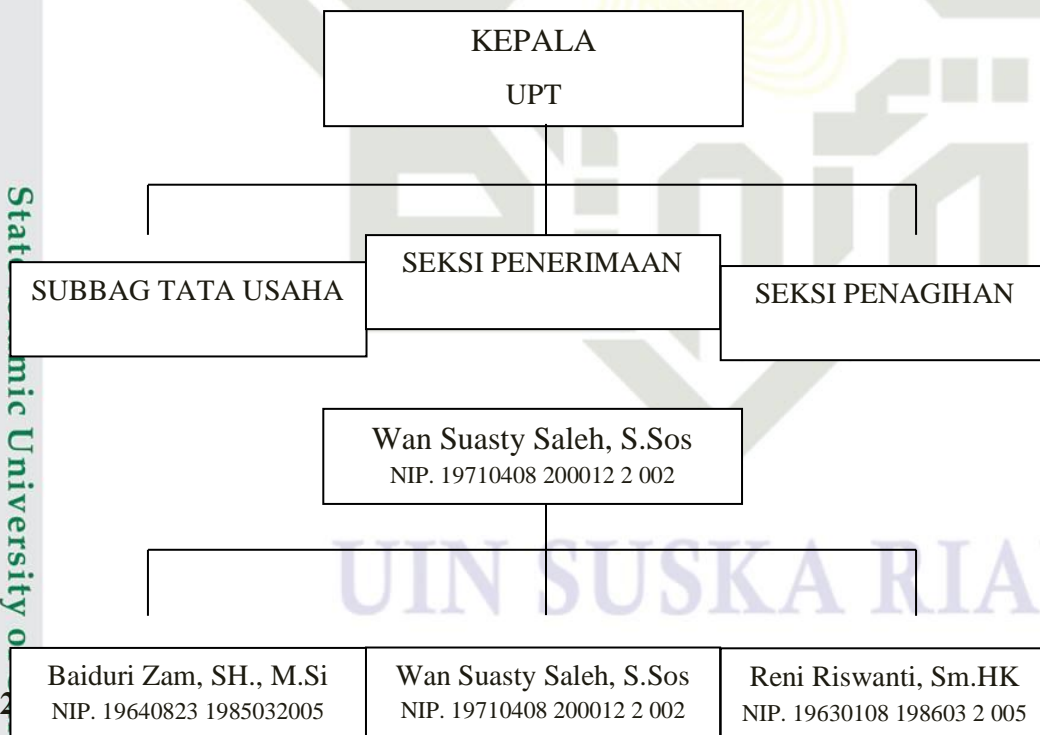 KEPALA
UPT
SUBBAG TATA USAHA
SEKSI PENERIMAAN
SEKSI PENAGIHAN
Wan Suasty Saleh, S.Sos
NIP. 19710408 200012 2 002
UIN SUSKA RIA
Baiduri Zam, SH., M.Si
NIP. 19640823 1985032005
Wan Suasty Saleh, S.Sos
NIP. 19710408 200012 2 002
Reni Riswanti, Sm.HK
NIP. 19630108 198603 2 005
University